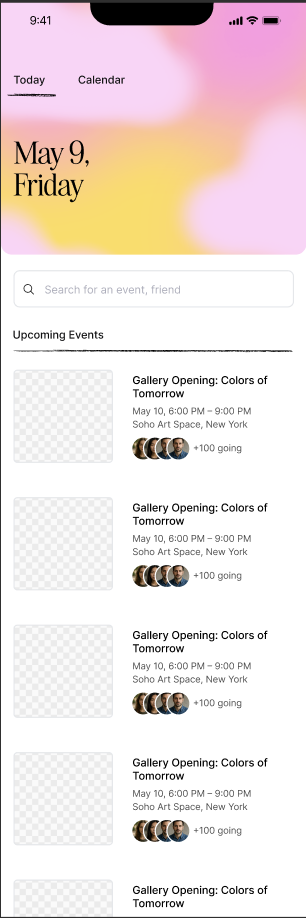 9:41
Today Calendar
May 9,
Friday
Search for an event, friend
Upcoming Events
Gallery Opening: Colors of
Tomorrow
May 10, 6:00 PM – 9:00 PM
Soho Art Space, New York
+100 going
Gallery Opening: Colors of
Tomorrow
May 10, 6:00 PM – 9:00 PM
Soho Art Space, New York
+100 going
Gallery Opening: Colors of
Tomorrow
May 10, 6:00 PM – 9:00 PM
Soho Art Space, New York
+100 going
Gallery Opening: Colors of
Tomorrow
May 10, 6:00 PM – 9:00 PM
Soho Art Space, New York
+100 going
Gallery Opening: Colors of
Tomorrow